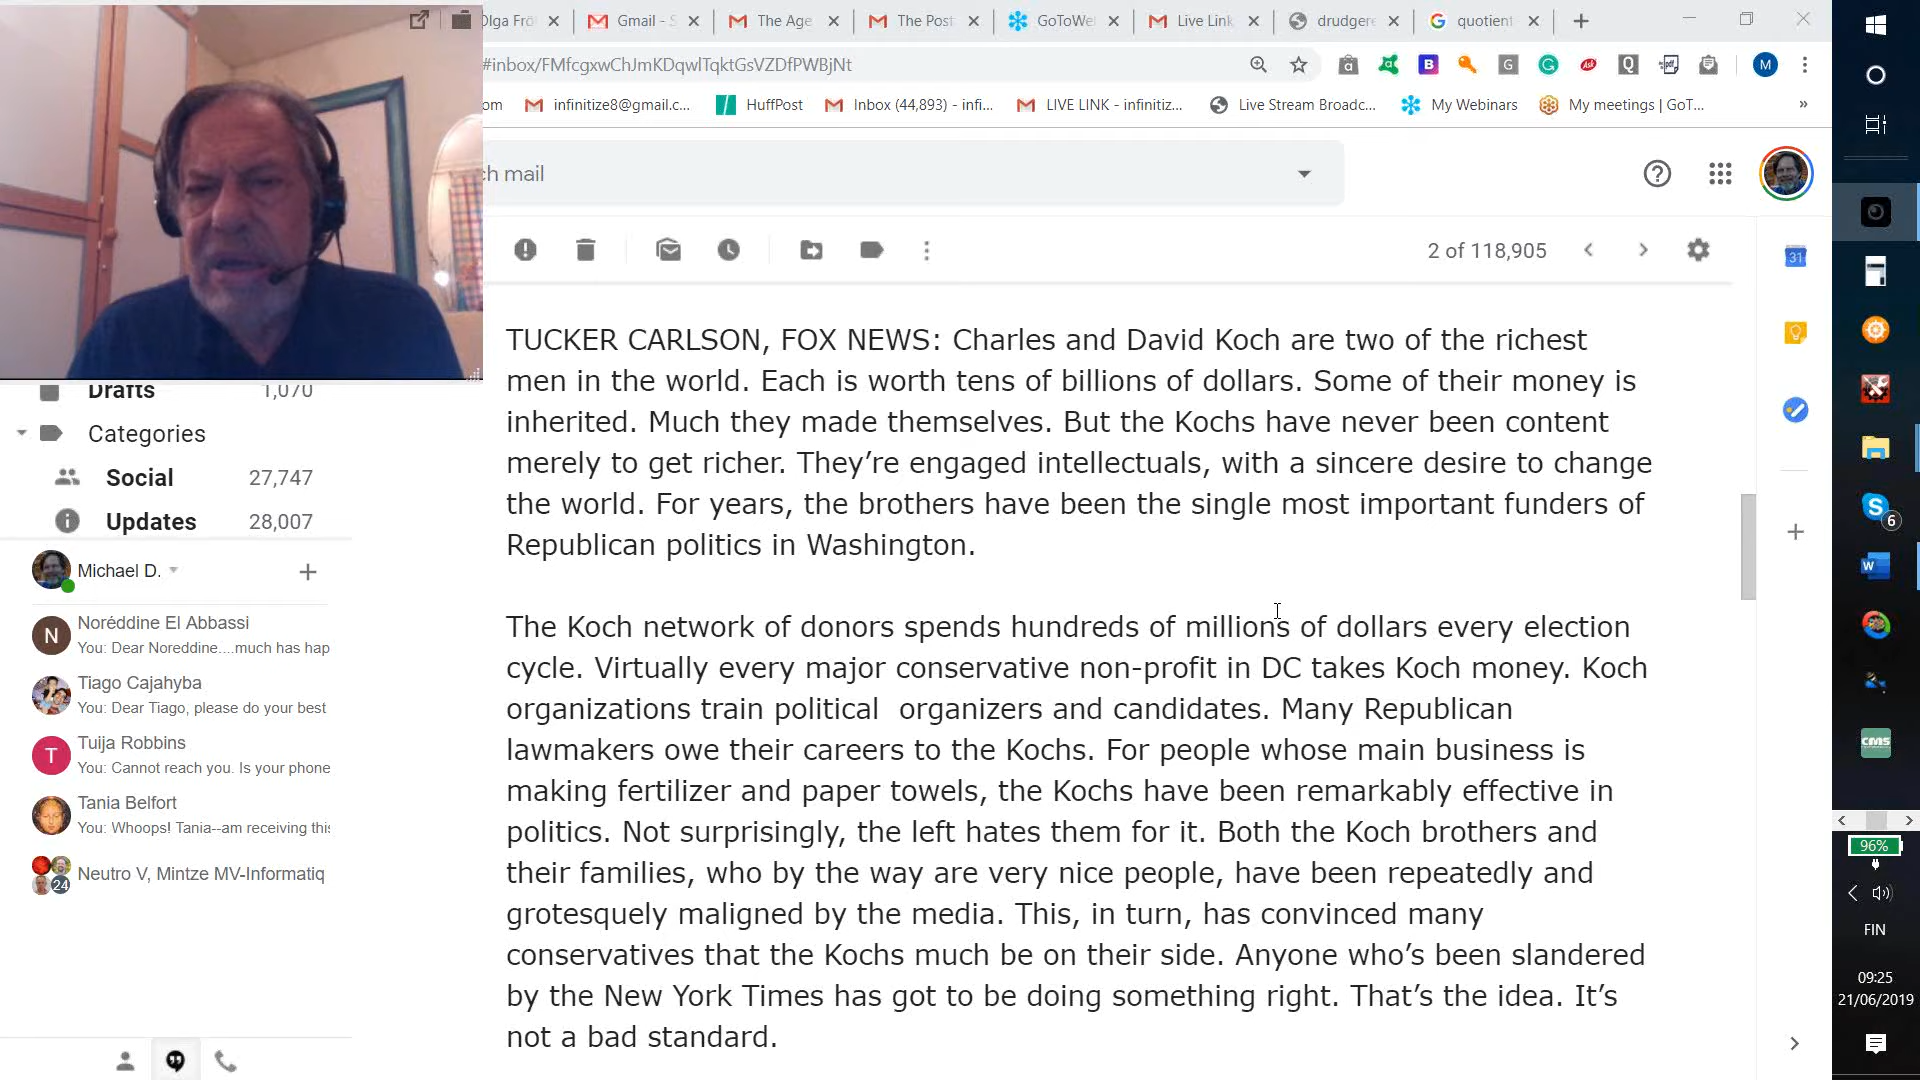 Olga Frö
Gmail - S
The Age
The Post
GoToWe
Live Link
drudger
quotient
#inbox/FMfcgxwChJmKDqwlTqktGsVZDfPWBjNt
om
infinitize8@gmail.c...
HuffPost
Inbox (44,893) - infi...
LIVE LINK - infinitiz...
Live Stream Broadc...
My Webinars
My meetings | GoT...
»
ch mail
2 of 118,905
TUCKER CARLSON, FOX NEWS: Charles and David Koch are two of the richest
men in the world. Each is worth tens of billions of dollars. Some of their money is
inherited. Much they made themselves. But the Kochs have never been content
merely to get richer. They’re engaged intellectuals, with a sincere desire to change
the world. For years, the brothers have been the single most important funders of
Republican politics in Washington.
The Koch network of donors spends hundreds of millions of dollars every election
cycle. Virtually every major conservative non-profit in DC takes Koch money. Koch
organizations train political  organizers and candidates. Many Republican
lawmakers owe their careers to the Kochs. For people whose main business is
making fertilizer and paper towels, the Kochs have been remarkably effective in
politics. Not surprisingly, the left hates them for it. Both the Koch brothers and
their families, who by the way are very nice people, have been repeatedly and
grotesquely maligned by the media. This, in turn, has convinced many
conservatives that the Kochs much be on their side. Anyone who’s been slandered
by the New York Times has got to be doing something right. That’s the idea. It’s
not a bad standard.
Drafts 1,070
Categories
Social 27,747
Updates 28,007
Michael D.
N
Noréddine El Abbassi
You: Dear Noreddine....much has hap
Tiago Cajahyba
You: Dear Tiago, please do your best
T
Tuija Robbins
You: Cannot reach you. Is your phone
Tania Belfort
You: Whoops! Tania--am receiving this
24
Neutro V, Mintze MV-Informatiq
31
M
6
W
CMS
96%
FIN
09:25
21/06/2019